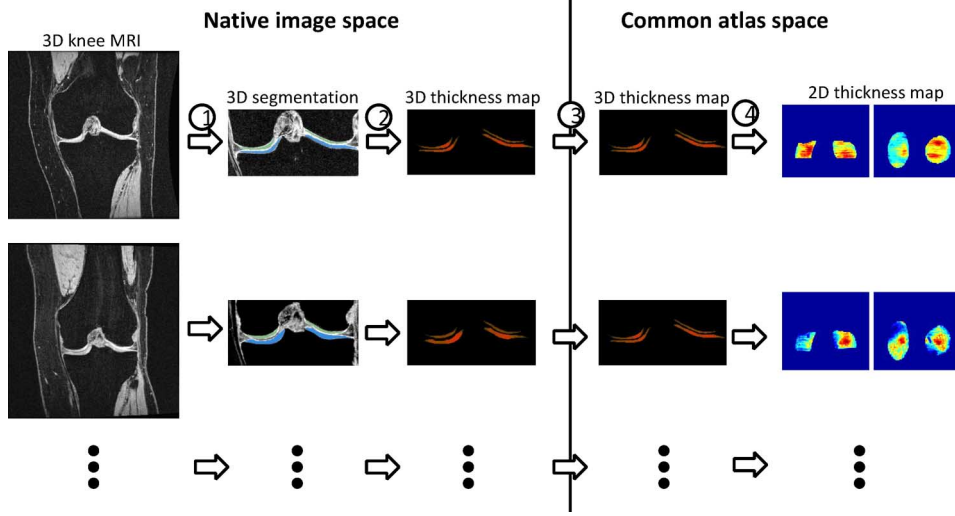 Native image space
Common atlas space
3D knee MRI
3D segmentation
3D thickness map
3D thickness map
2D thickness map
1
2
3
4